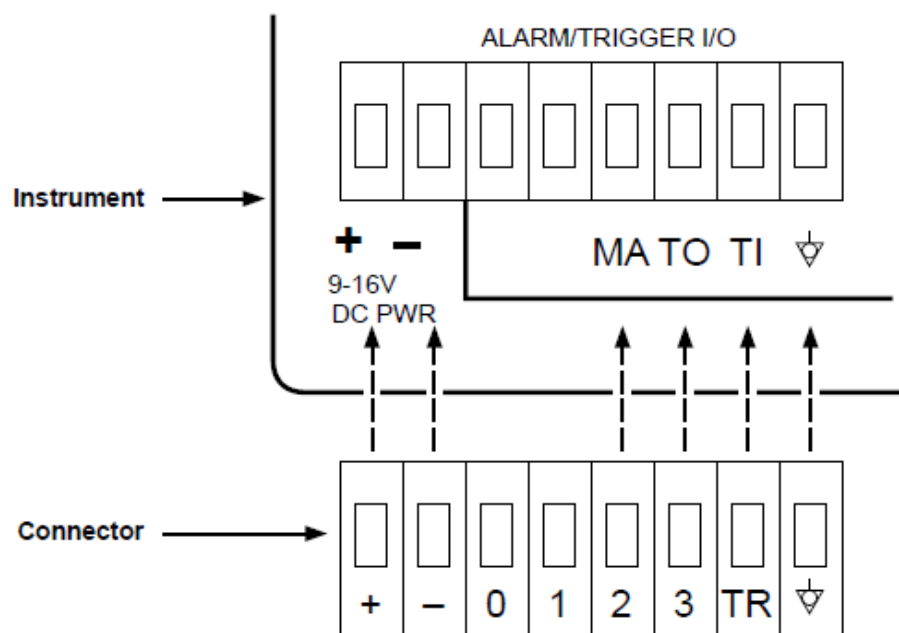 ALARM/TRIGGER I/O
Instrument
+ –
MA TO TI
9-16V
DC PWR
Connector
+ – 0 1 2 3 TR